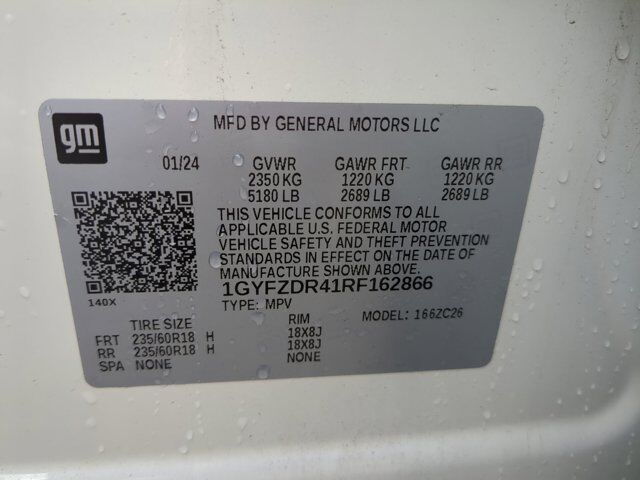 gm
MFD BY GENERAL MOTORS LLC
01/24 GVWR GAWR FRT GAWR RR
2350 KG 1220 KG 1220 KG
5180 LB 2689 LB 2689 LB
THIS VEHICLE CONFORMS TO ALL
APPLICABLE U.S. FEDERAL MOTOR
VEHICLE SAFETY AND THEFT PREVENTION
STANDARDS IN EFFECT ON THE DATE OF
MANUFACTURE SHOWN ABOVE.
1GYFZDR41RF162866
140X
TYPE: MPV
TIRE SIZE RIM MODEL: 166ZC26
FRT 235/60R18 H 18X8J
RR 235/60R18 H 18X8J
SPA NONE NONE